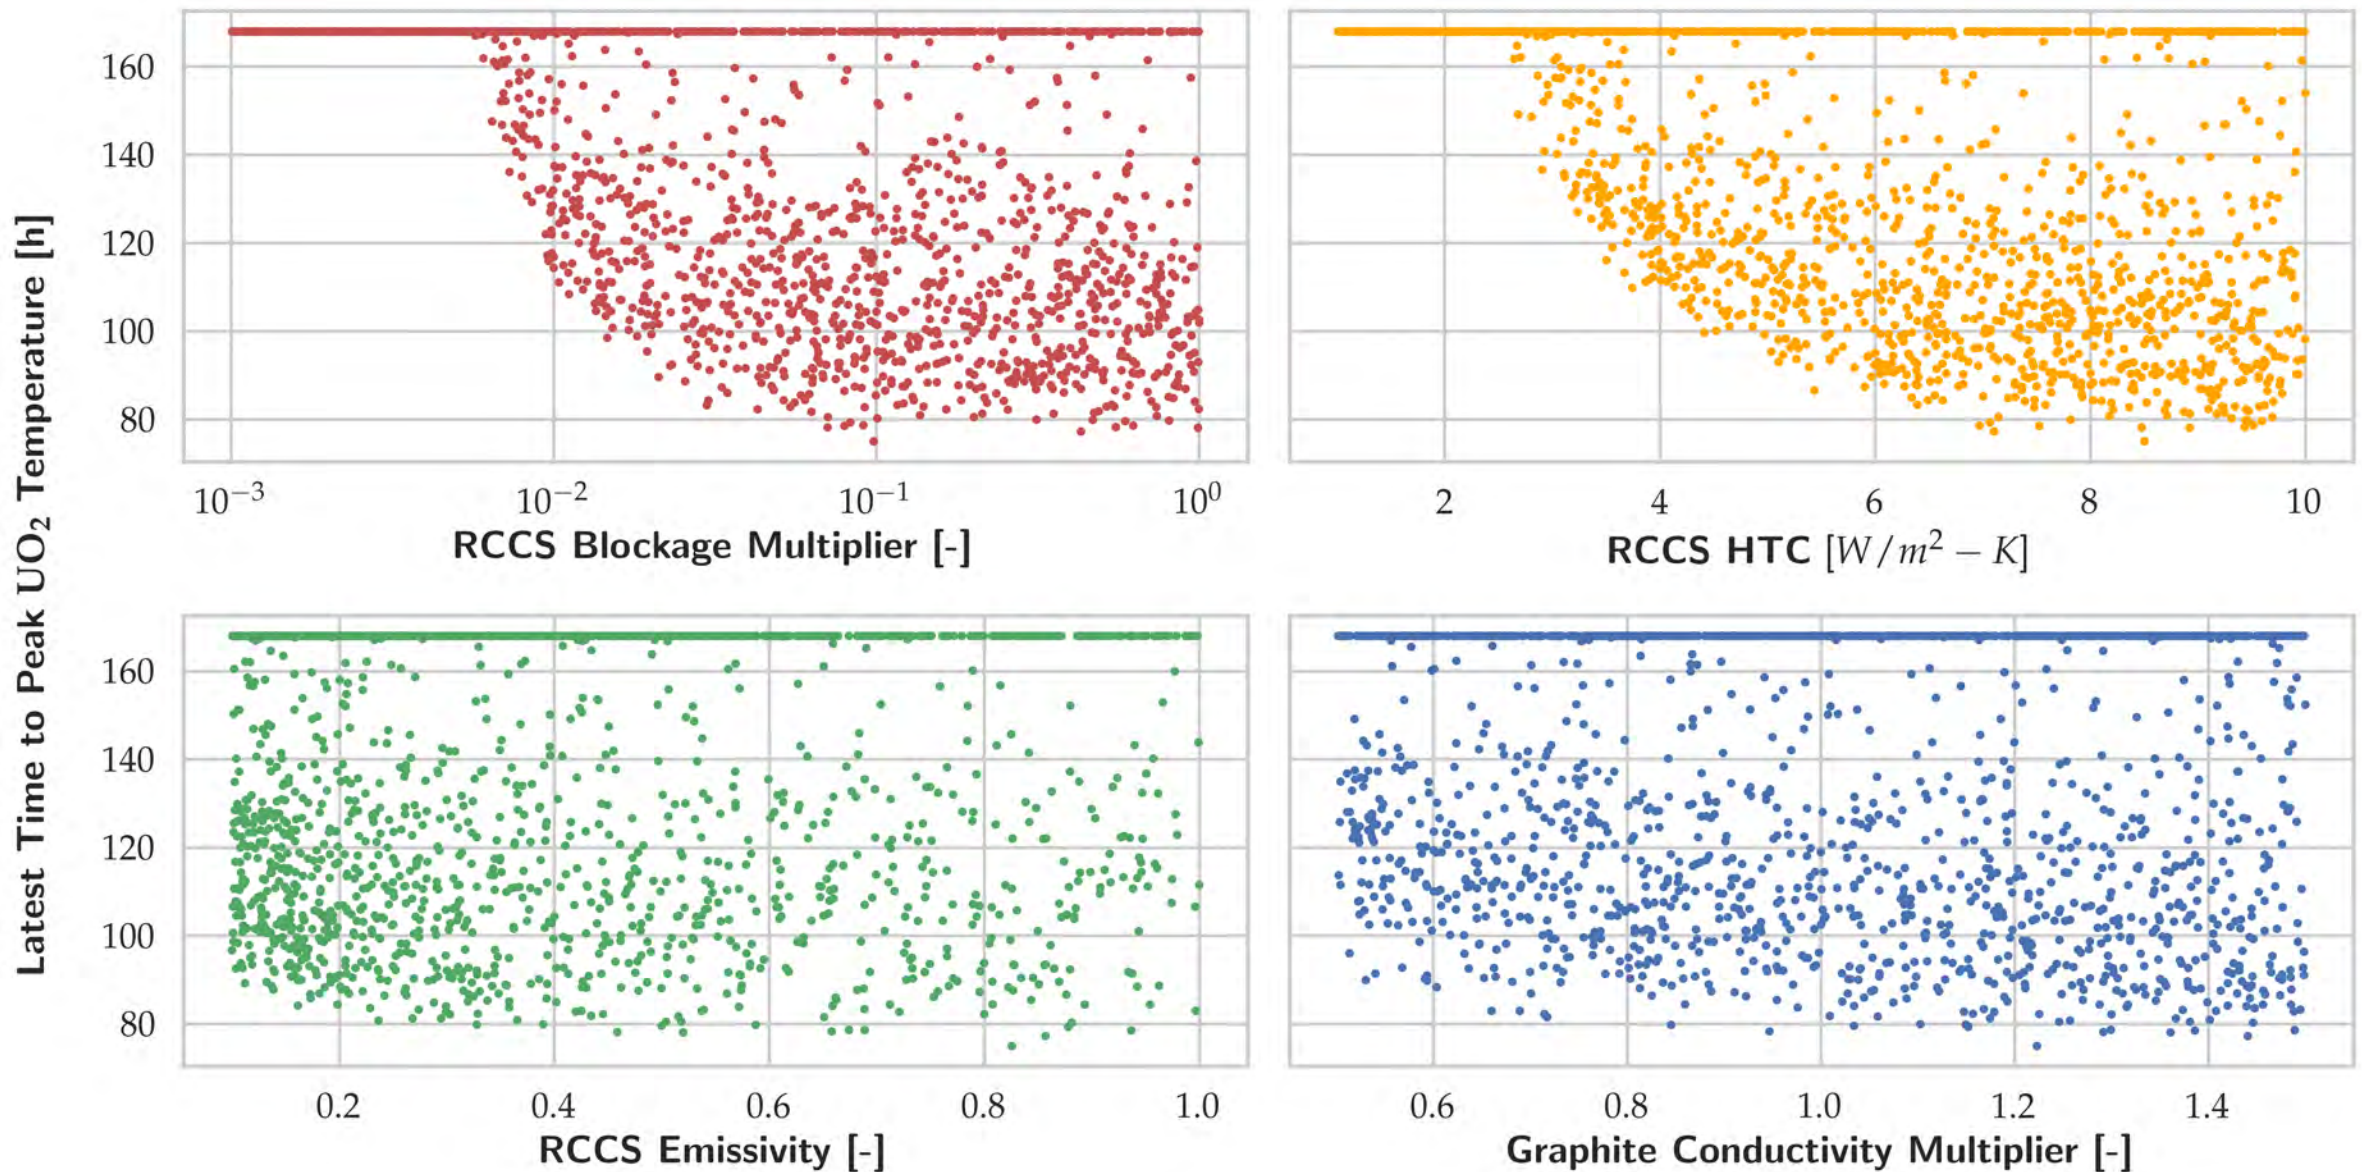 Latest Time to Peak UO₂ Temperature [h]
160
140
120
100
80
10⁻³ 10⁻² 10⁻¹ 10⁰
RCCS Blockage Multiplier [-]
2 4 6 8 10
RCCS HTC [W/m² − K]
160
140
120
100
80
0.2 0.4 0.6 0.8 1.0
RCCS Emissivity [-]
0.6 0.8 1.0 1.2 1.4
Graphite Conductivity Multiplier [-]